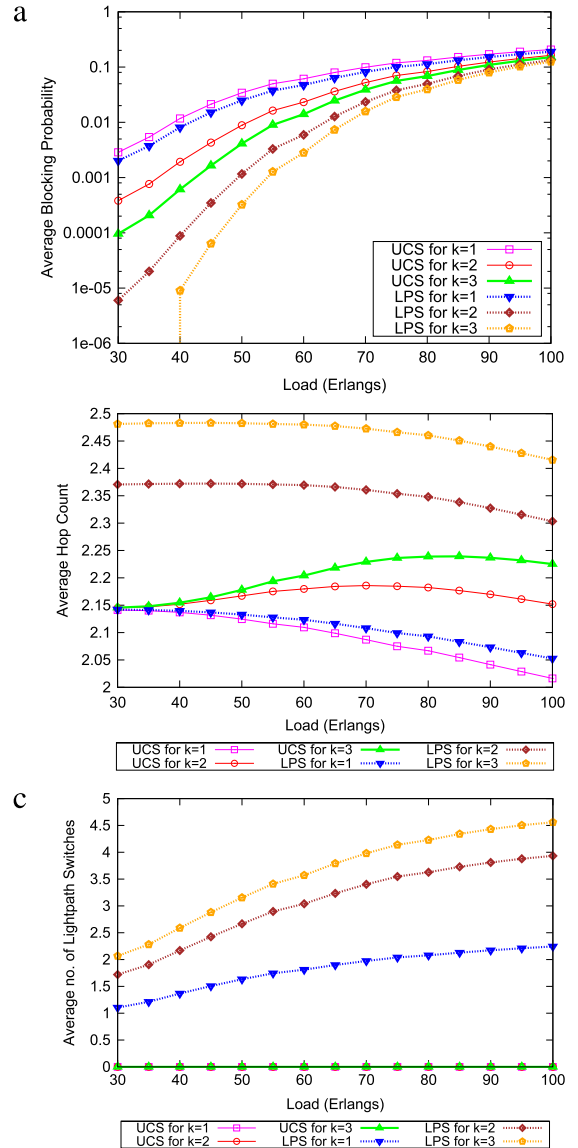 a
1
0.1
0.01
0.001
0.0001
1e-05
1e-06
Average Blocking Probability
UCS for k=1
UCS for k=2
UCS for k=3
LPS for k=1
LPS for k=2
LPS for k=3
30 40 50 60 70 80 90 100
Load (Erlangs)
2.5
2.45
2.4
2.35
2.3
2.25
2.2
2.15
2.1
2.05
2
Average Hop Count
30 40 50 60 70 80 90 100
Load (Erlangs)
UCS for k=1 UCS for k=3 LPS for k=2
UCS for k=2 LPS for k=1 LPS for k=3
c
5
4.5
4
3.5
3
2.5
2
1.5
1
0.5
0
Average no. of Lightpath Switches
30 40 50 60 70 80 90 100
Load (Erlangs)
UCS for k=1 UCS for k=3 LPS for k=2
UCS for k=2 LPS for k=1 LPS for k=3